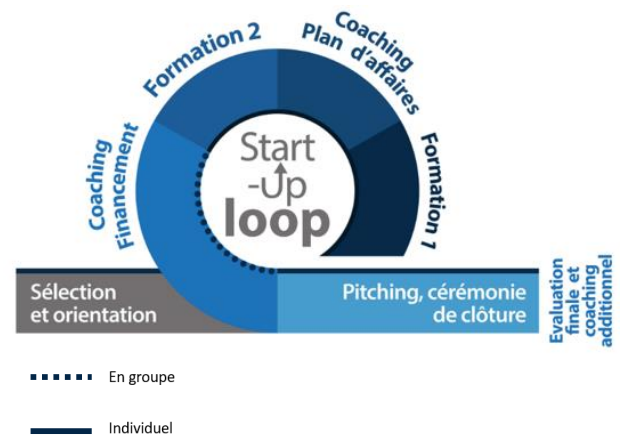 Coaching
Plan d'affaires
Formation 2
Formation 1
Coaching
Financement
Start
-Up
loop
Sélection
et orientation
Pitching, cérémonie
de clôture
Evaluation
finale et
coaching
additionnel
En groupe
Individuel